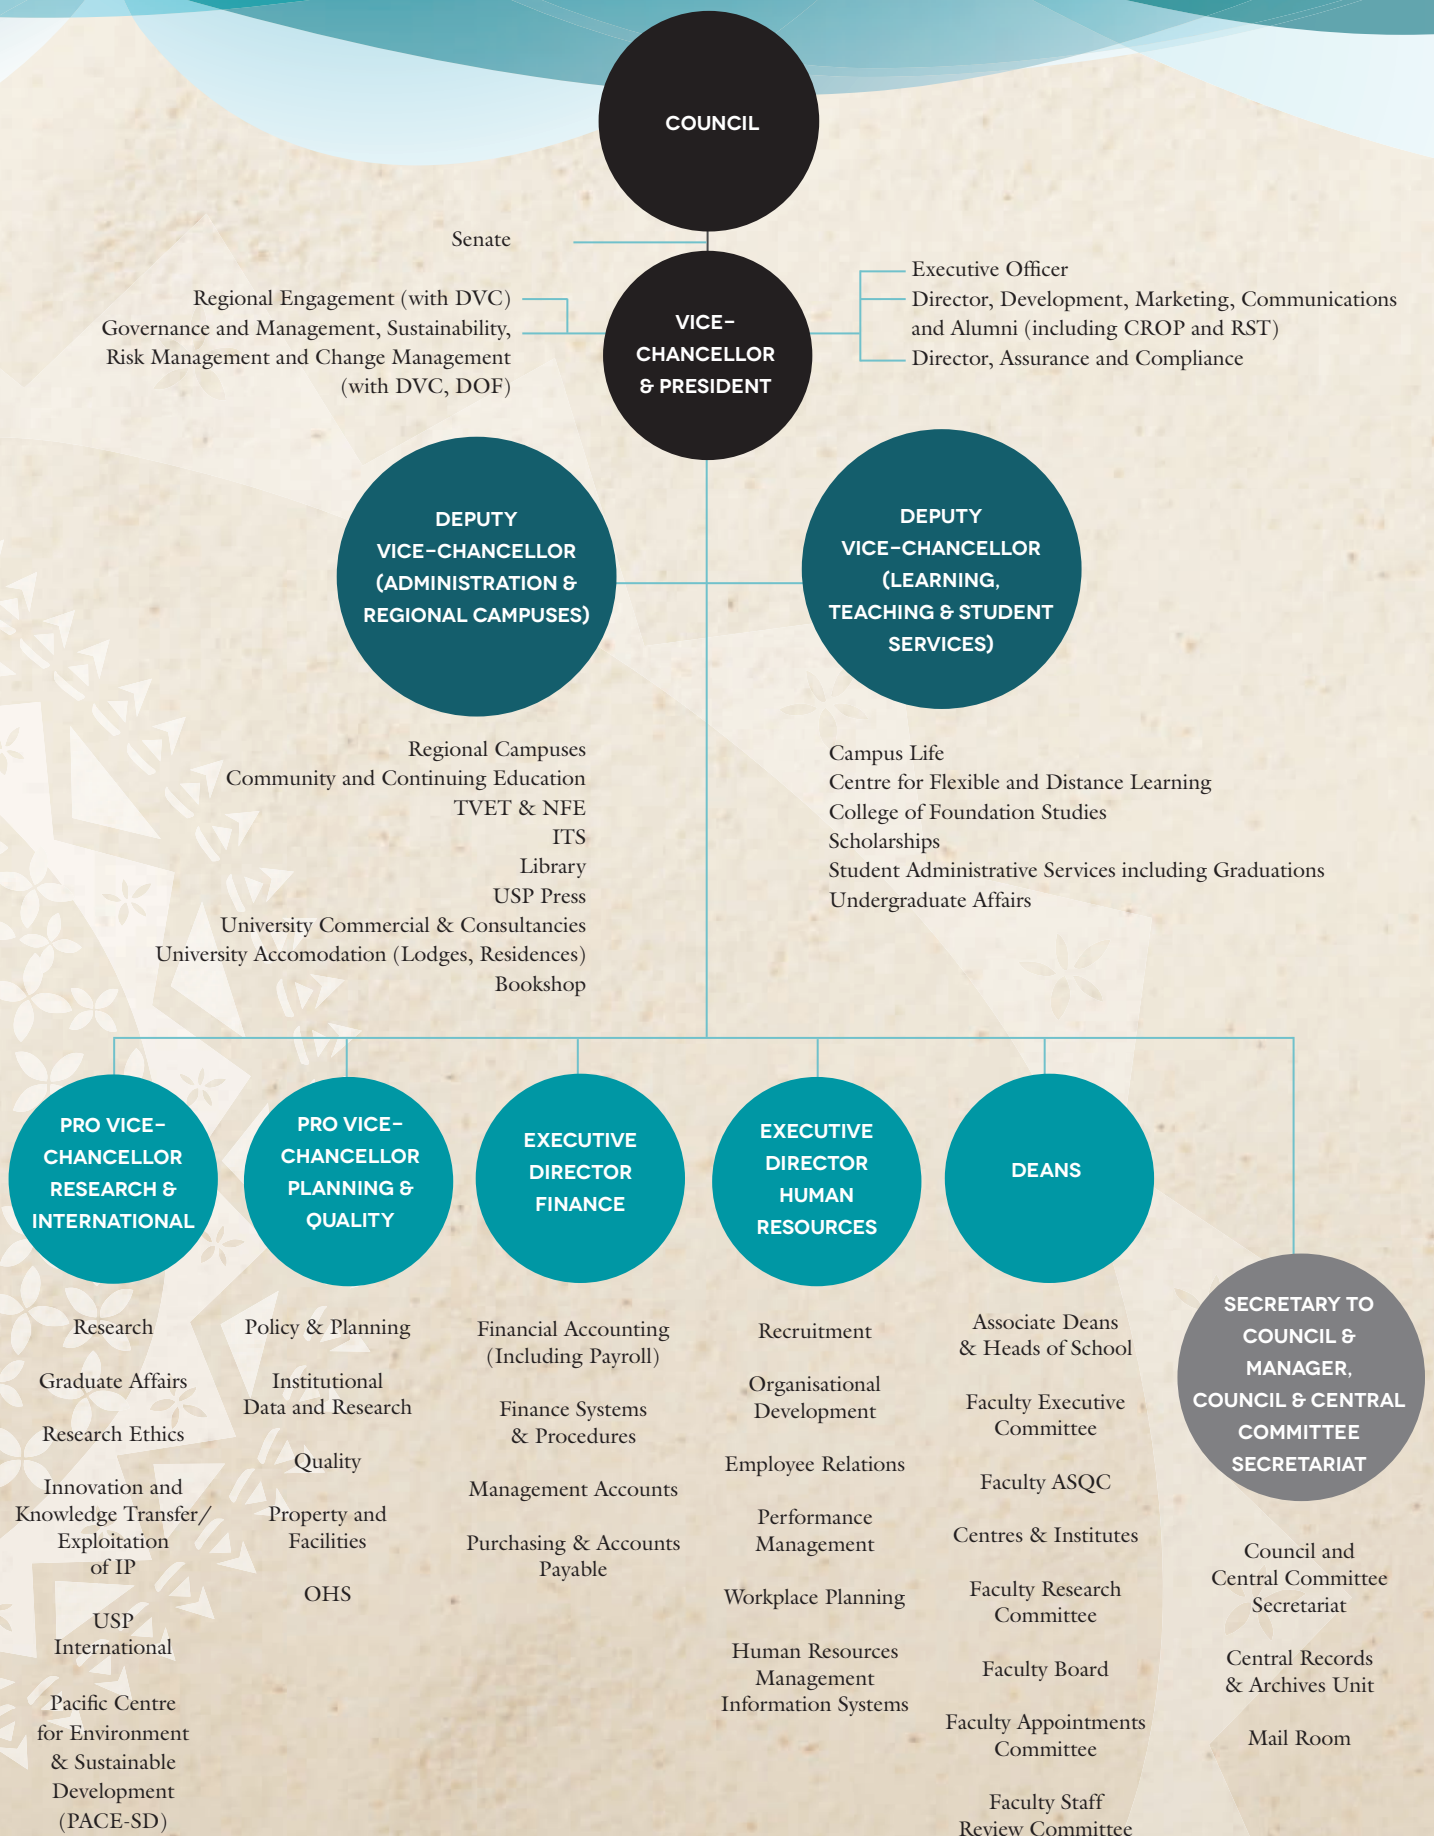 COUNCIL
Senate
Regional Engagement (with DVC)
Governance and Management, Sustainability,
Risk Management and Change Management
(with DVC, DOF)
VICE-
CHANCELLOR
& PRESIDENT
Executive Officer
Director, Development, Marketing, Communications
and Alumni (including CROP and RST)
Director, Assurance and Compliance
DEPUTY
VICE-CHANCELLOR
(ADMINISTRATION &
REGIONAL CAMPUSES)
DEPUTY
VICE-CHANCELLOR
(LEARNING,
TEACHING & STUDENT
SERVICES)
Regional Campuses
Community and Continuing Education
TVET & NFE
ITS
Library
USP Press
University Commercial & Consultancies
University Accomodation (Lodges, Residences)
Bookshop
Campus Life
Centre for Flexible and Distance Learning
College of Foundation Studies
Scholarships
Student Administrative Services including Graduations
Undergraduate Affairs
PRO VICE-
CHANCELLOR
RESEARCH &
INTERNATIONAL
Research
Graduate Affairs
Research Ethics
Innovation and
Knowledge Transfer/
Exploitation
of IP
USP
International
Pacific Centre
for Environment
& Sustainable
Development
(PACE-SD)
PRO VICE-
CHANCELLOR
PLANNING &
QUALITY
Policy & Planning
Institutional
Data and Research
Quality
Property and
Facilities
OHS
EXECUTIVE
DIRECTOR
FINANCE
Financial Accounting
(Including Payroll)
Finance Systems
& Procedures
Management Accounts
Purchasing & Accounts
Payable
EXECUTIVE
DIRECTOR
HUMAN
RESOURCES
Recruitment
Organisational
Development
Employee Relations
Performance
Management
Workplace Planning
Human Resources
Management
Information Systems
DEANS
Associate Deans
& Heads of School
Faculty Executive
Committee
Faculty ASQC
Centres & Institutes
Faculty Research
Committee
Faculty Board
Faculty Appointments
Committee
Faculty Staff
Review Committee
SECRETARY TO
COUNCIL &
MANAGER,
COUNCIL & CENTRAL
COMMITTEE
SECRETARIAT
Council and
Central Committee
Secretariat
Central Records
& Archives Unit
Mail Room